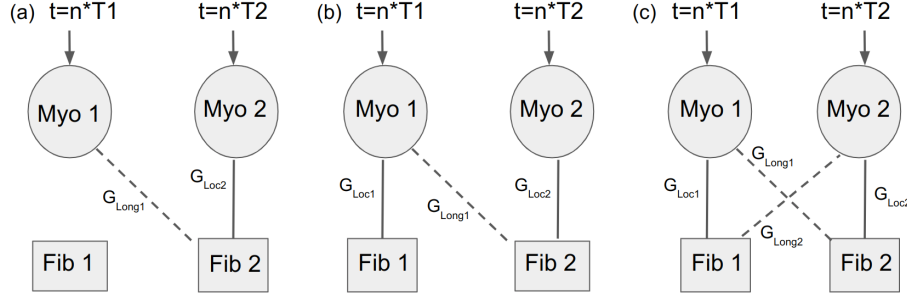 (a) t=n*T1 t=n*T2 (b) t=n*T1 t=n*T2 (c) t=n*T1 t=n*T2
Myo 1 Myo 2 Myo 1 Myo 2 Myo 1 Myo 2
G_Long1 G_Loc2 G_Loc1 G_Long1 G_Loc2 G_Loc1 G_Long1 G_Long2 G_Loc2
Fib 1 Fib 2 Fib 1 Fib 2 Fib 1 Fib 2